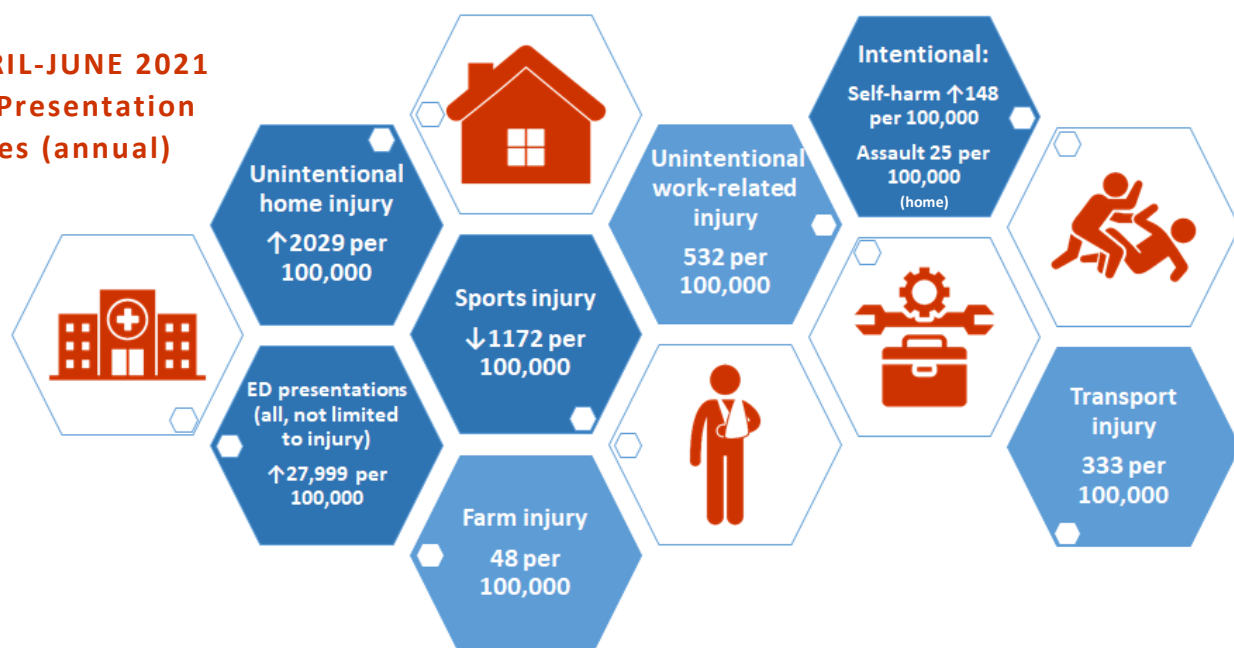 RIL-JUNE 2021
Presentation
es (annual)
Unintentional
home injury
↑2029 per
100,000
ED presentations
(all, not limited
to injury)
↑27,999 per
100,000
Sports injury
↓1172 per
100,000
Farm injury
48 per
100,000
Unintentional
work-related
injury
532 per
100,000
Intentional:
Self-harm ↑148
per 100,000
Assault 25 per
100,000
(home)
Transport
injury
333 per
100,000